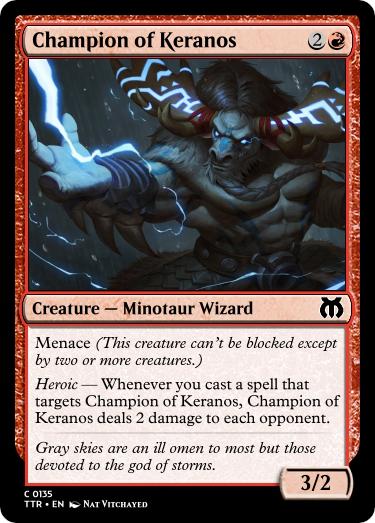 Champion of Keranos 2
Creature — Minotaur Wizard
Menace (This creature can't be blocked except
by two or more creatures.)
Heroic — Whenever you cast a spell that
targets Champion of Keranos, Champion of
Keranos deals 2 damage to each opponent.
Gray skies are an ill omen to most but those
devoted to the god of storms.
3/2
C 0135
TTR • EN Nat Vitchayed